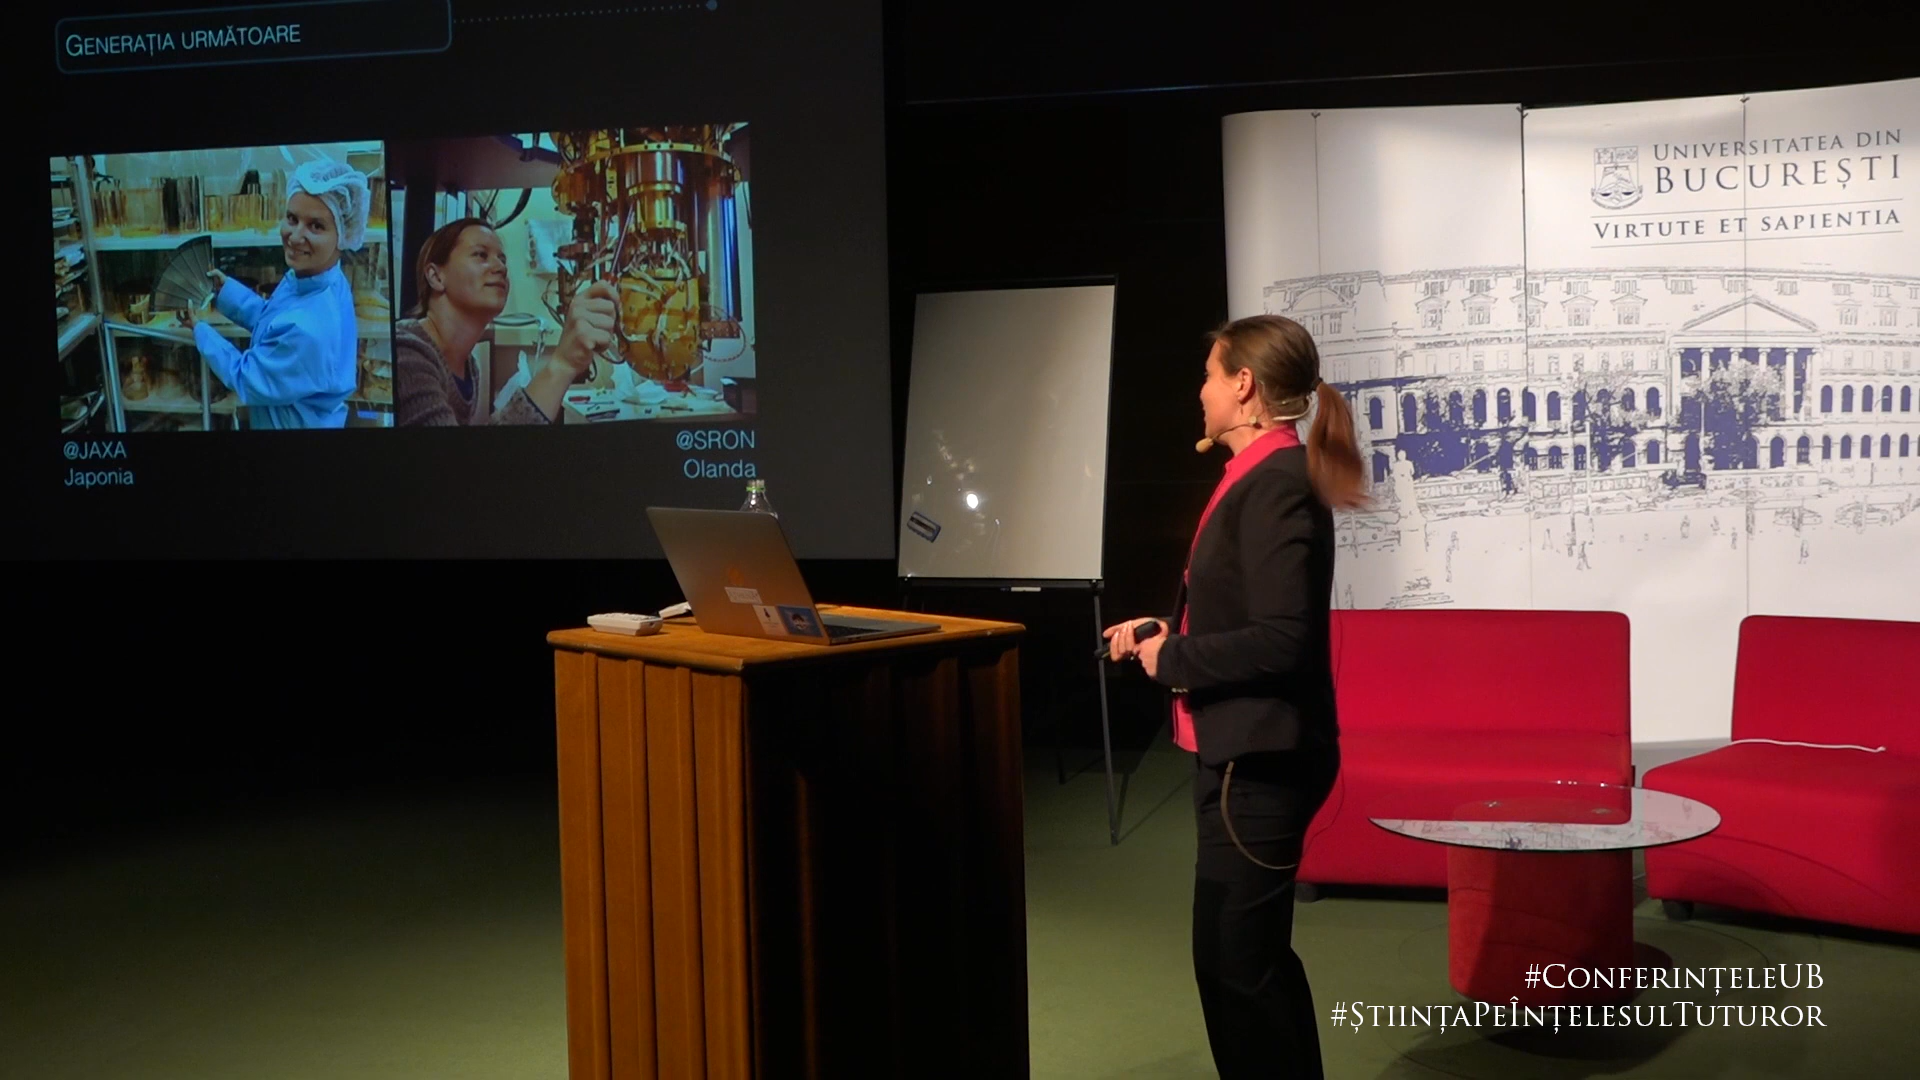 GENERAȚIA URMĂTOARE
@JAXA
Japonia
@SRON
Olanda
UNIVERSITATEA DIN
BUCUREȘTI
VIRTUTE ET SAPIENTIA
#CONFERINȚELEUB
#ȘTIINȚAPEÎNȚELESULTUTUROR